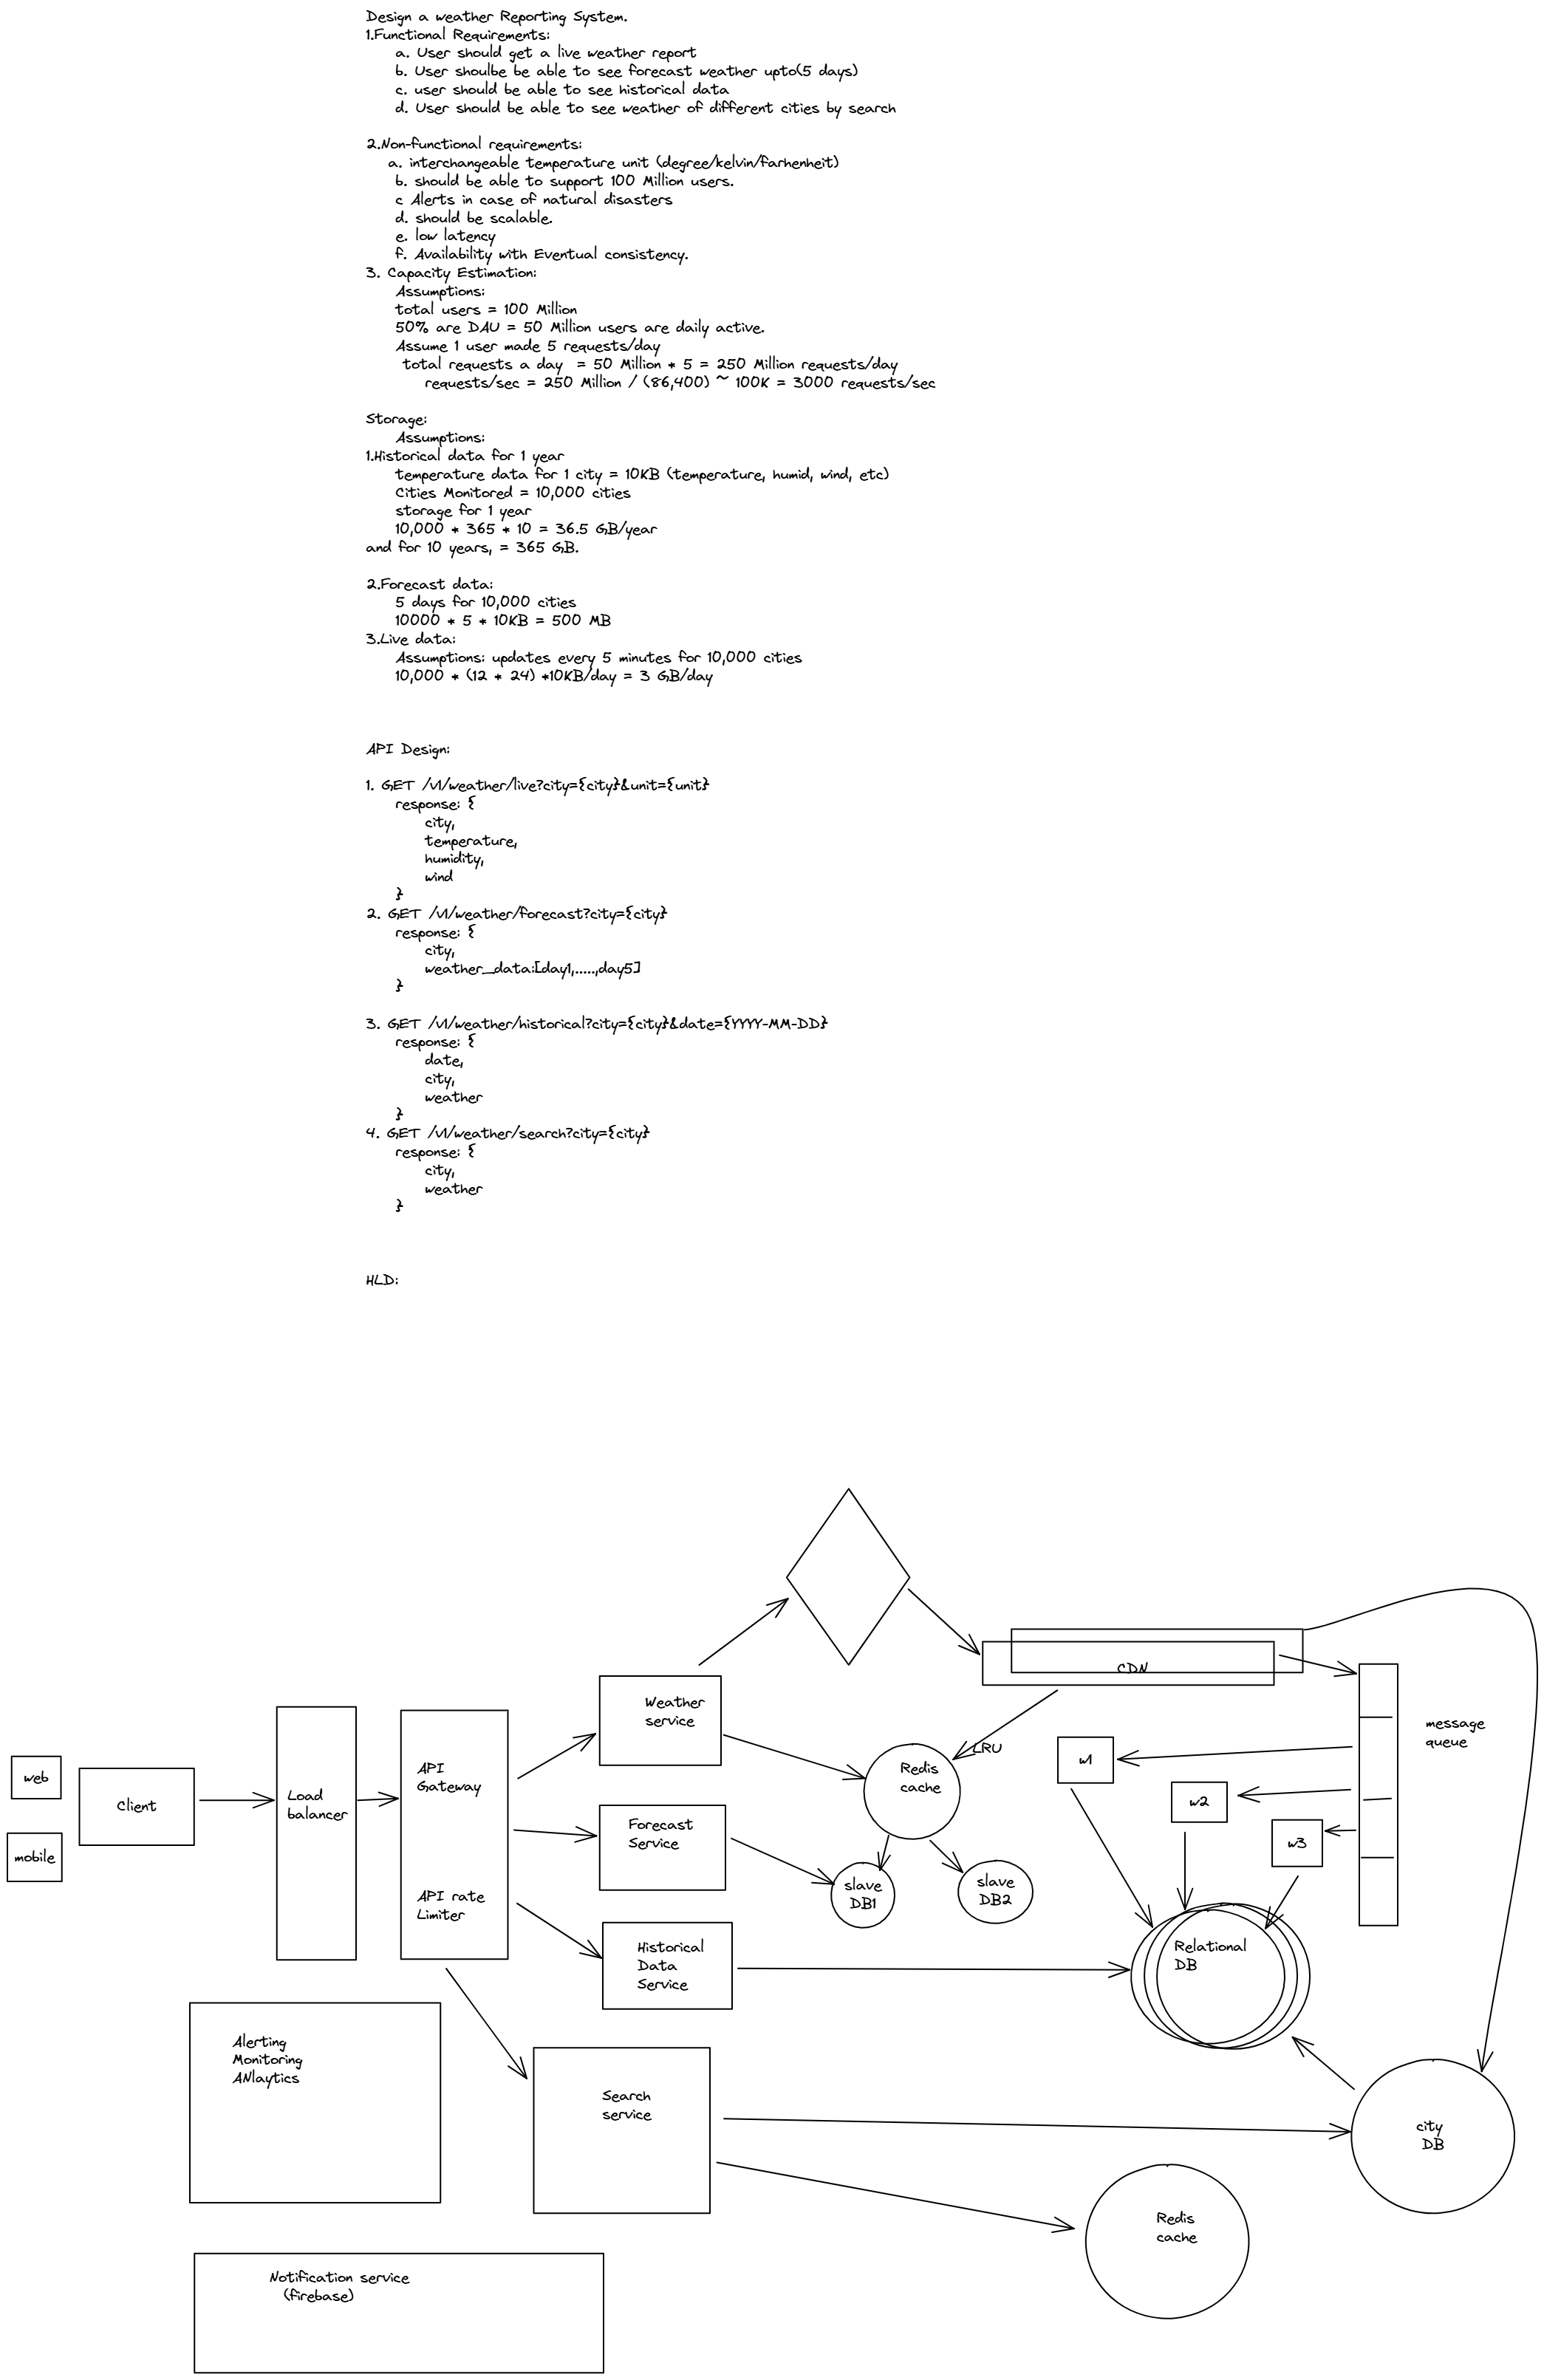 Design a weather Reporting System.
1.Functional Requirements:
a. User should get a live weather report
b. User shoulbe be able to see forecast weather upto(5 days)
c. user should be able to see historical data
d. User should be able to see weather of different cities by search
2.Non-functional requirements:
a. interchangeable temperature unit (degree/kelvin/farhenheit)
b. should be able to support 100 Million users.
c Alerts in case of natural disasters
d. should be scalable.
e. low latency
f. Availability with Eventual consistency.
3. Capacity Estimation:
Assumptions:
total users = 100 Million
50% are DAU = 50 Million users are daily active.
Assume 1 user made 5 requests/day
total requests a day = 50 Million * 5 = 250 Million requests/day
requests/sec = 250 Million / (86,400) ~ 100K = 3000 requests/sec
Storage:
Assumptions:
1.Historical data for 1 year
temperature data for 1 city = 10KB (temperature, humid, wind, etc)
Cities Monitored = 10,000 cities
storage for 1 year
10,000 * 365 * 10 = 36.5 GB/year
and for 10 years, = 365 GB.
2.Forecast data:
5 days for 10,000 cities
10000 * 5 * 10KB = 500 MB
3.Live data:
Assumptions: updates every 5 minutes for 10,000 cities
10,000 * (12 * 24) *10KB/day = 3 GB/day
API Design:
1. GET /v1/weather/live?city={city}&unit={unit}
response: {
city,
temperature,
humidity,
wind
}
2. GET /v1/weather/forecast?city={city}
response: {
city,
weather_data:[day1,.....,day5]
}
3. GET /v1/weather/historical?city={city}&date={YYYY-MM-DD}
response: {
date,
city,
weather
}
4. GET /v1/weather/search?city={city}
response: {
city,
weather
}
HLD:
CDN
Weather
service
message
queue
LRU
Redis
cache
w1
API
Gateway
web
Client
Load
balancer
w2
Forecast
Service
w3
mobile
slave
DB1
slave
DB2
API rate
Limiter
Historical
Data
Service
Relational
DB
Alerting
Monitoring
ANlaytics
Search
service
city
DB
Redis
cache
Notification service
(firebase)